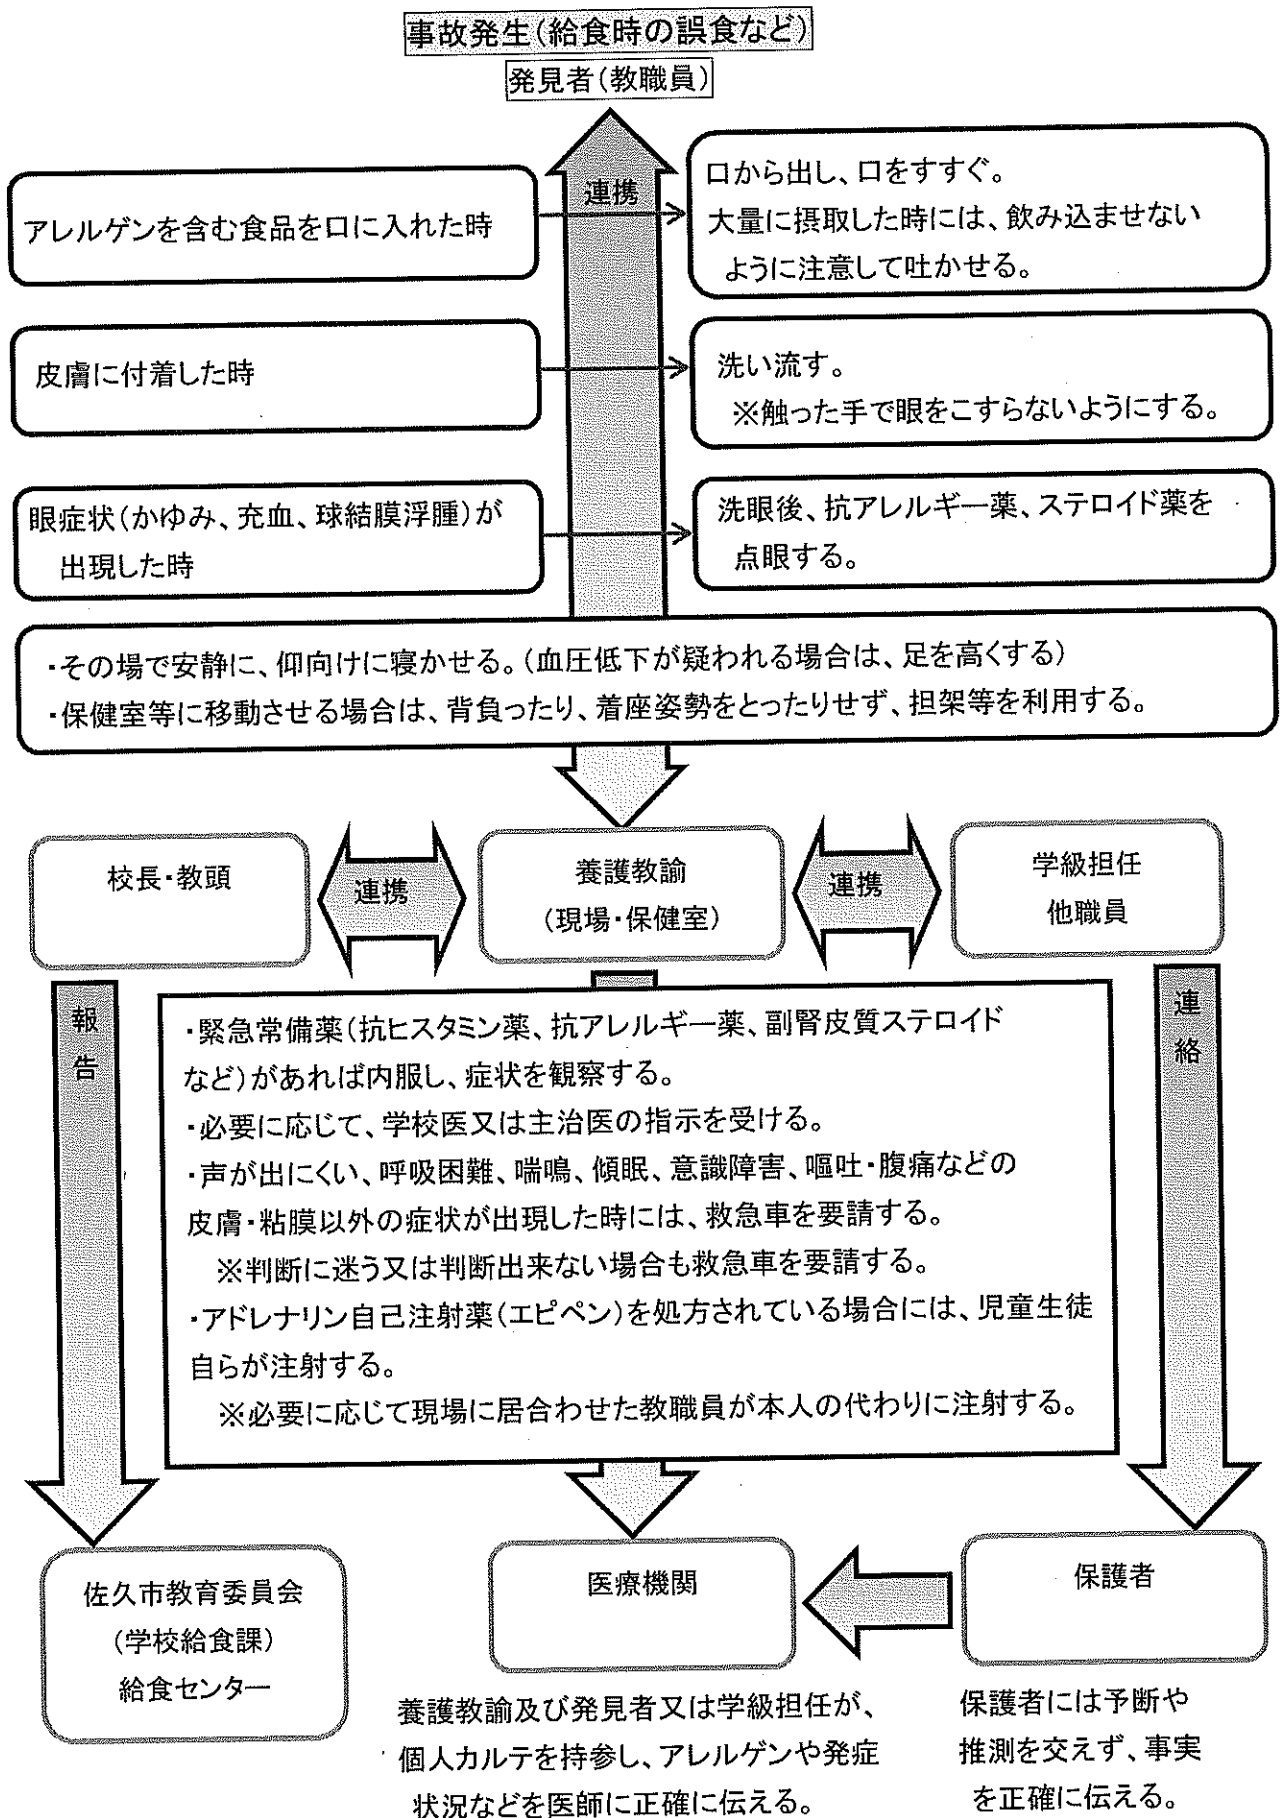 事故発生(給食時の誤食など)
発見者(教職員)
連携
アレルゲンを含む食品を口に入れた時
口から出し、口をすすぐ。
大量に摂取した時には、飲み込ませない
ように注意して吐かせる。
皮膚に付着した時
洗い流す。
※触った手で眼をこすらないようにする。
眼症状(かゆみ、充血、球結膜浮腫)が
出現した時
洗眼後、抗アレルギー薬、ステロイド薬を
点眼する。
・その場で安静に、仰向けに寝かせる。(血圧低下が疑われる場合は、足を高くする)
・保健室等に移動させる場合は、背負ったり、着座姿勢をとったりせず、担架等を利用する。
校長・教頭
連携
養護教諭
(現場・保健室)
連携
学級担任
他職員
報告
・緊急常備薬(抗ヒスタミン薬、抗アレルギー薬、副腎皮質ステロイド
など)があれば内服し、症状を観察する。
・必要に応じて、学校医又は主治医の指示を受ける。
・声が出にくい、呼吸困難、喘鳴、傾眠、意識障害、嘔吐・腹痛などの
皮膚・粘膜以外の症状が出現した時には、救急車を要請する。
※判断に迷う又は判断出来ない場合も救急車を要請する。
・アドレナリン自己注射薬(エピペン)を処方されている場合には、児童生徒
自らが注射する。
※必要に応じて現場に居合わせた教職員が本人の代わりに注射する。
連絡
佐久市教育委員会
(学校給食課)
給食センター
医療機関
保護者
養護教諭及び発見者又は学級担任が、
個人カルテを持参し、アレルゲンや発症
状況などを医師に正確に伝える。
保護者には予断や
推測を交えず、事実
を正確に伝える。